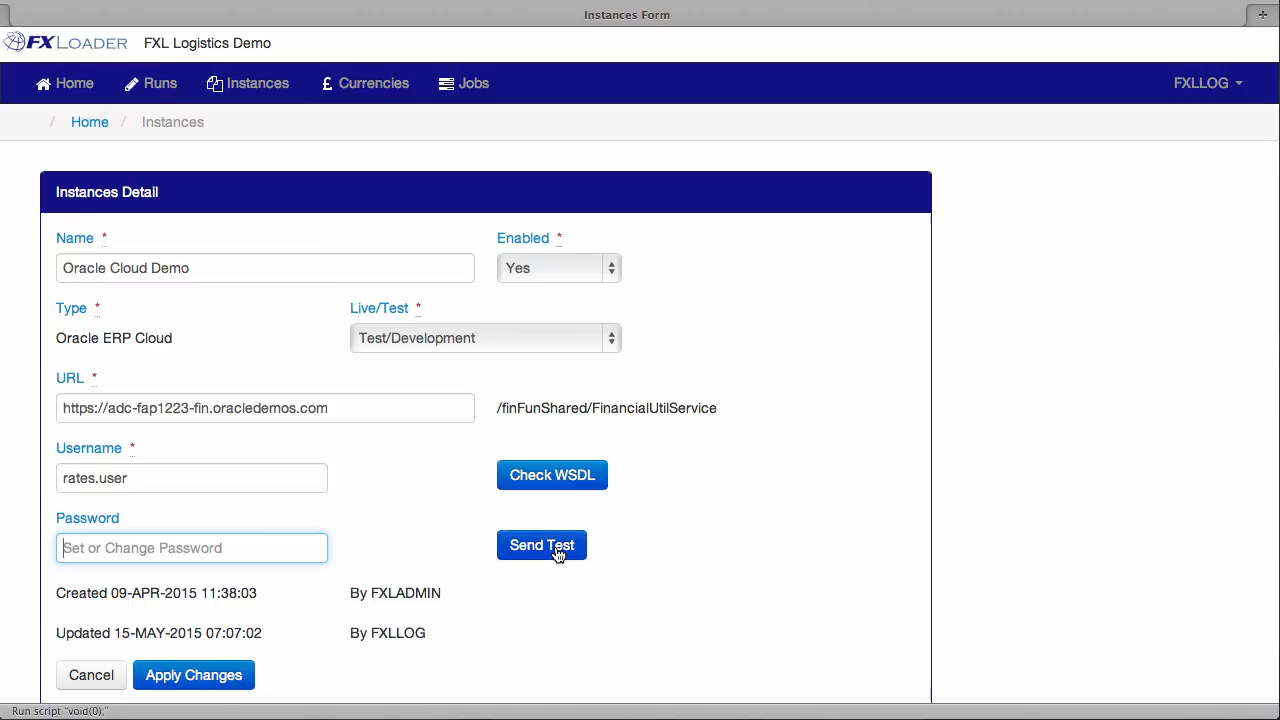 Instances Form
FXLOADER FXL Logistics Demo
Home Runs Instances £ Currencies Jobs FXLLOG
/ Home / Instances
Instances Detail
Name * Enabled *
Oracle Cloud Demo Yes
Type * Live/Test *
Oracle ERP Cloud Test/Development
URL *
https://adc-fap1223-fin.oracledemos.com /finFunShared/FinancialUtilService
Username *
rates.user Check WSDL
Password
Set or Change Password Send Test
Created 09-APR-2015 11:38:03 By FXLADMIN
Updated 15-MAY-2015 07:07:02 By FXLLOG
Cancel Apply Changes
Run script "void(0);"